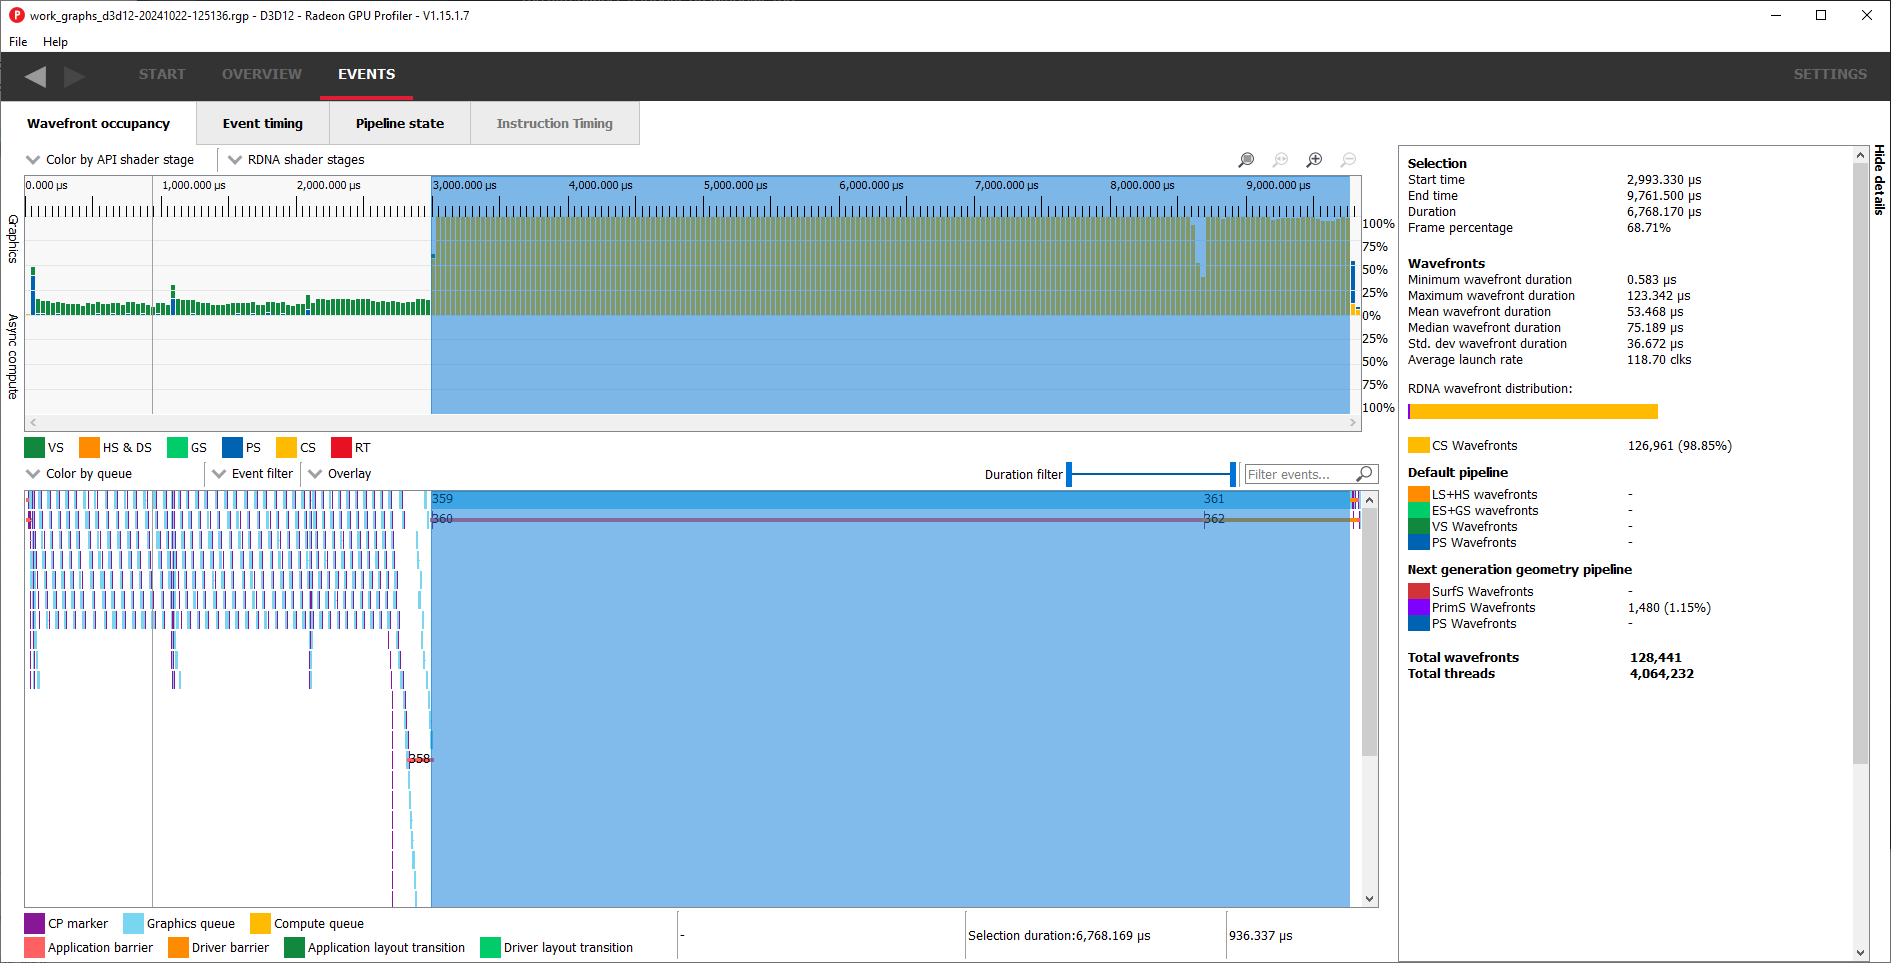 work_graphs_d3d12-20241022-125136.rgp - D3D12 - Radeon GPU Profiler - V1.15.1.7
File Help
START OVERVIEW EVENTS SETTINGS
Wavefront occupancy Event timing Pipeline state Instruction Timing
Color by API shader stage RDNA shader stages
0.000 µs 1,000.000 µs 2,000.000 µs 3,000.000 µs 4,000.000 µs 5,000.000 µs 6,000.000 µs 7,000.000 µs 8,000.000 µs 9,000.000 µs
Graphics
100%
75%
50%
25%
0%
Async compute
25%
50%
75%
100%
VS HS & DS GS PS CS RT
Color by queue Event filter Overlay Duration filter Filter events...
359 361
360 362
358
CP marker Graphics queue Compute queue
Application barrier Driver barrier Application layout transition Driver layout transition
- Selection duration:6,768.169 µs 936.337 µs
Hide details
Selection
Start time 2,993.330 µs
End time 9,761.500 µs
Duration 6,768.170 µs
Frame percentage 68.71%
Wavefronts
Minimum wavefront duration 0.583 µs
Maximum wavefront duration 123.342 µs
Mean wavefront duration 53.468 µs
Median wavefront duration 75.189 µs
Std. dev wavefront duration 36.672 µs
Average launch rate 118.70 clks
RDNA wavefront distribution:
CS Wavefronts 126,961 (98.85%)
Default pipeline
LS+HS wavefronts -
ES+GS wavefronts -
VS Wavefronts -
PS Wavefronts -
Next generation geometry pipeline
SurfS Wavefronts -
PrimS Wavefronts 1,480 (1.15%)
PS Wavefronts -
Total wavefronts 128,441
Total threads 4,064,232